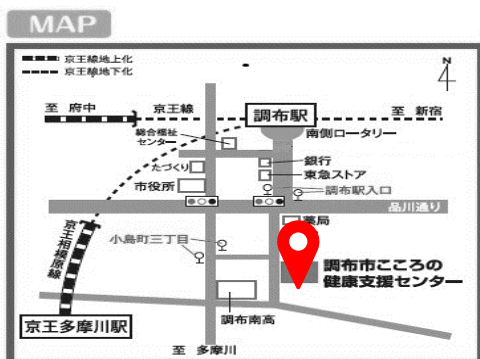 MAP
京王線地上化
京王線地下化
N
至 府中
京王線
調布駅
至 新宿
総合福祉
センター
南側ロータリー
銀行
たづくり
東急ストア
市役所
調布駅入口
品川通り
薬局
小島町三丁目
京王相模原線
調布市こころの
健康支援センター
京王多摩川駅
調布南高
至 多摩川